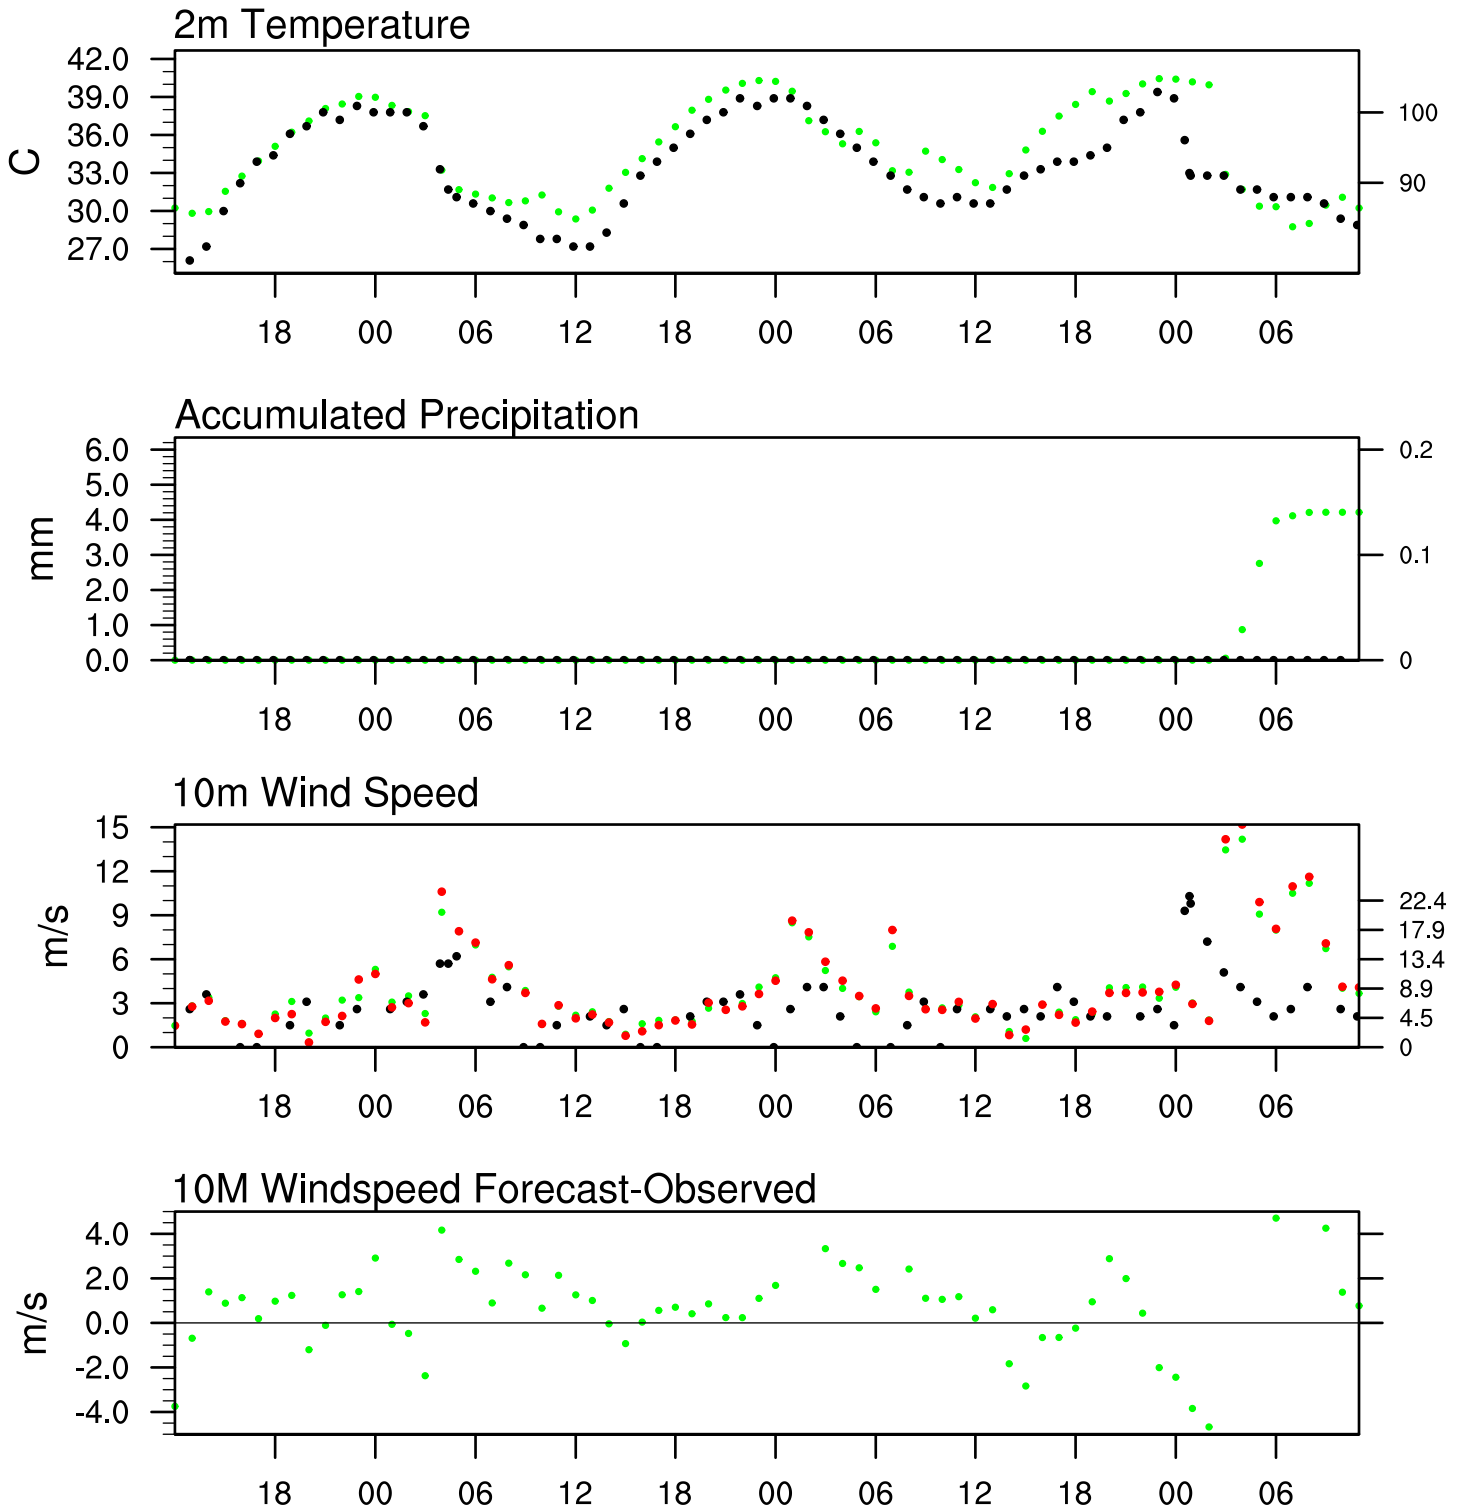 2m Temperature
42.0
39.0
36.0
33.0
30.0
27.0
C
100
90
18 00 06 12 18 00 06 12 18 00 06
Accumulated Precipitation
6.0
5.0
4.0
3.0
2.0
1.0
0.0
mm
0.2
0.1
0
18 00 06 12 18 00 06 12 18 00 06
10m Wind Speed
15
12
9
6
3
0
m/s
22.4
17.9
13.4
8.9
4.5
0
18 00 06 12 18 00 06 12 18 00 06
10M Windspeed Forecast-Observed
4.0
2.0
0.0
-2.0
-4.0
m/s
18 00 06 12 18 00 06 12 18 00 06